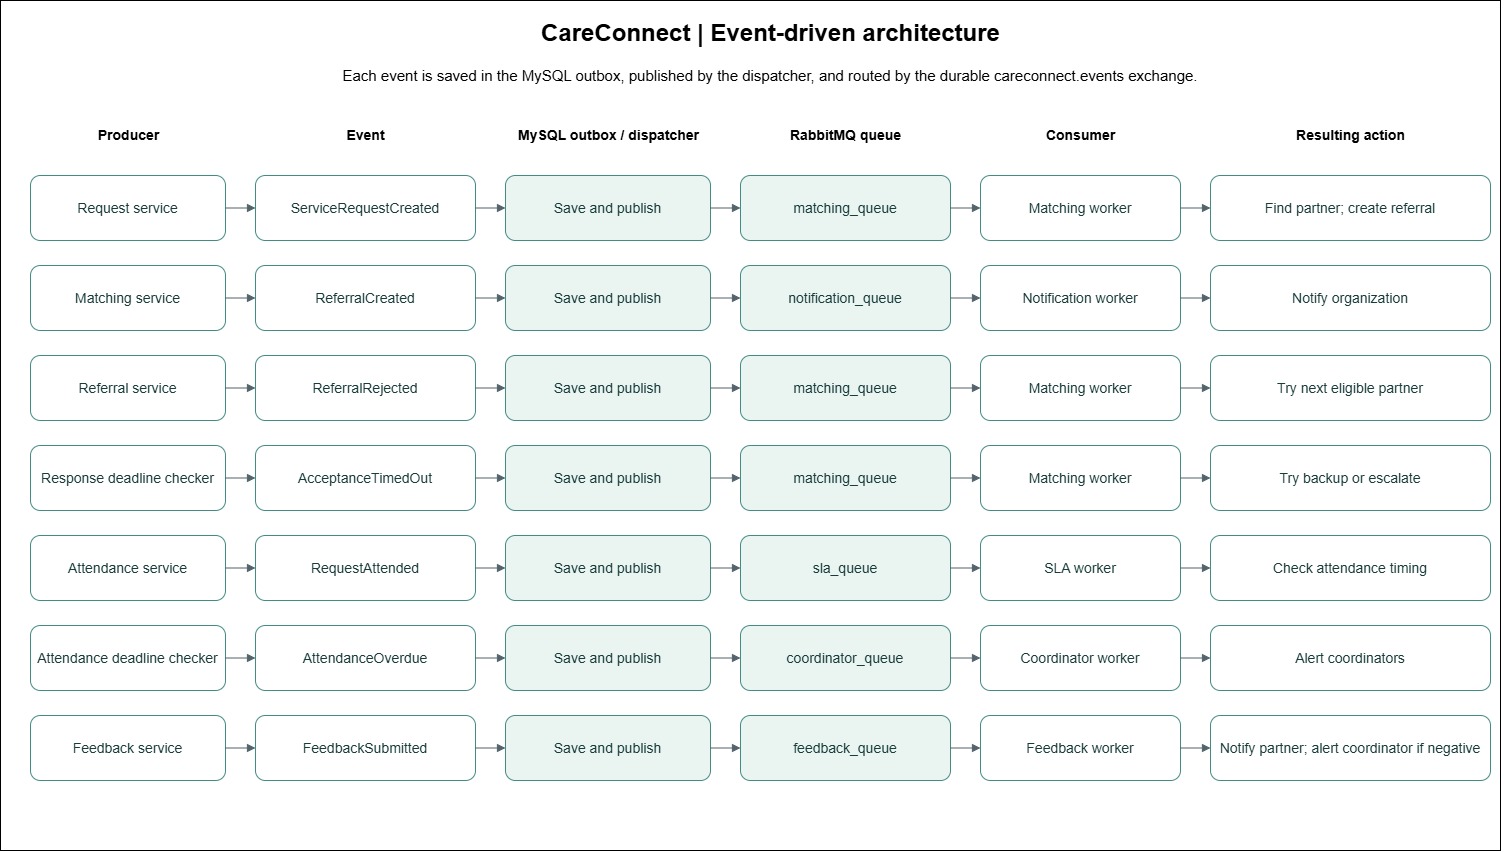 CareConnect | Event-driven architecture
Each event is saved in the MySQL outbox, published by the dispatcher, and routed by the durable careconnect.events exchange.
Producer Event MySQL outbox / dispatcher RabbitMQ queue Consumer Resulting action
Request service ServiceRequestCreated Save and publish matching_queue Matching worker Find partner; create referral
Matching service ReferralCreated Save and publish notification_queue Notification worker Notify organization
Referral service ReferralRejected Save and publish matching_queue Matching worker Try next eligible partner
Response deadline checker AcceptanceTimedOut Save and publish matching_queue Matching worker Try backup or escalate
Attendance service RequestAttended Save and publish sla_queue SLA worker Check attendance timing
Attendance deadline checker AttendanceOverdue Save and publish coordinator_queue Coordinator worker Alert coordinators
Feedback service FeedbackSubmitted Save and publish feedback_queue Feedback worker Notify partner; alert coordinator if negative